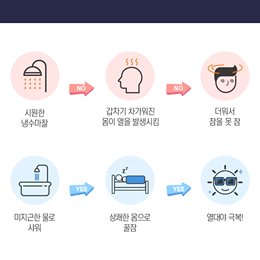 NO
NO
시원한
냉수마찰
갑자기 차가워진
몸이 열을 발생시킴
더워서
잠을 못 잠
YES
YES
미지근한 물로
샤워
상쾌한 몸으로
꿀잠
열대야 극복!